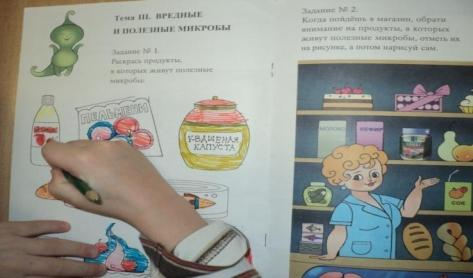 Тема III. ВРЕДНЫЕ
И ПОЛЕЗНЫЕ МИКРОБЫ
Задание № 1.
Раскрась продукты,
в которых живут полезные
микробы:
ПЕЛЬМЕНИ
КВАШЕНАЯ
КАПУСТА
Задание № 2.
Когда пойдёшь в магазин, обрати
внимание на продукты, в которых
живут полезные микробы, отметь их
на рисунке, а потом нарисуй сам.
МОЛОКО
КЕФИР
СОК